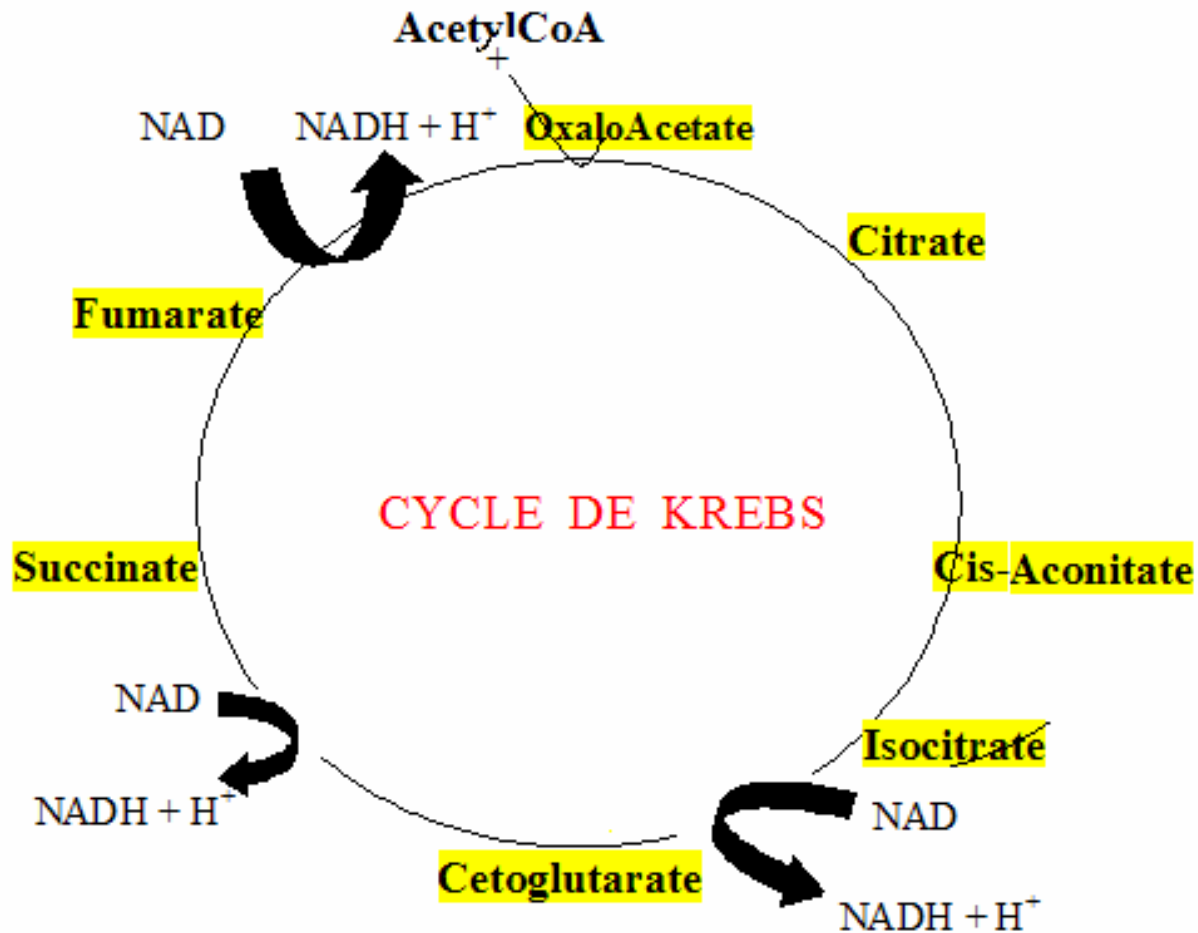 AcetylCoA
+
NAD NADH + H⁺ OxaloAcetate
Citrate
Fumarate
CYCLE DE KREBS
Succinate
Cis-Aconitate
NAD
Isocitrate
NADH + H⁺
NAD
Cetoglutarate
NADH + H⁺